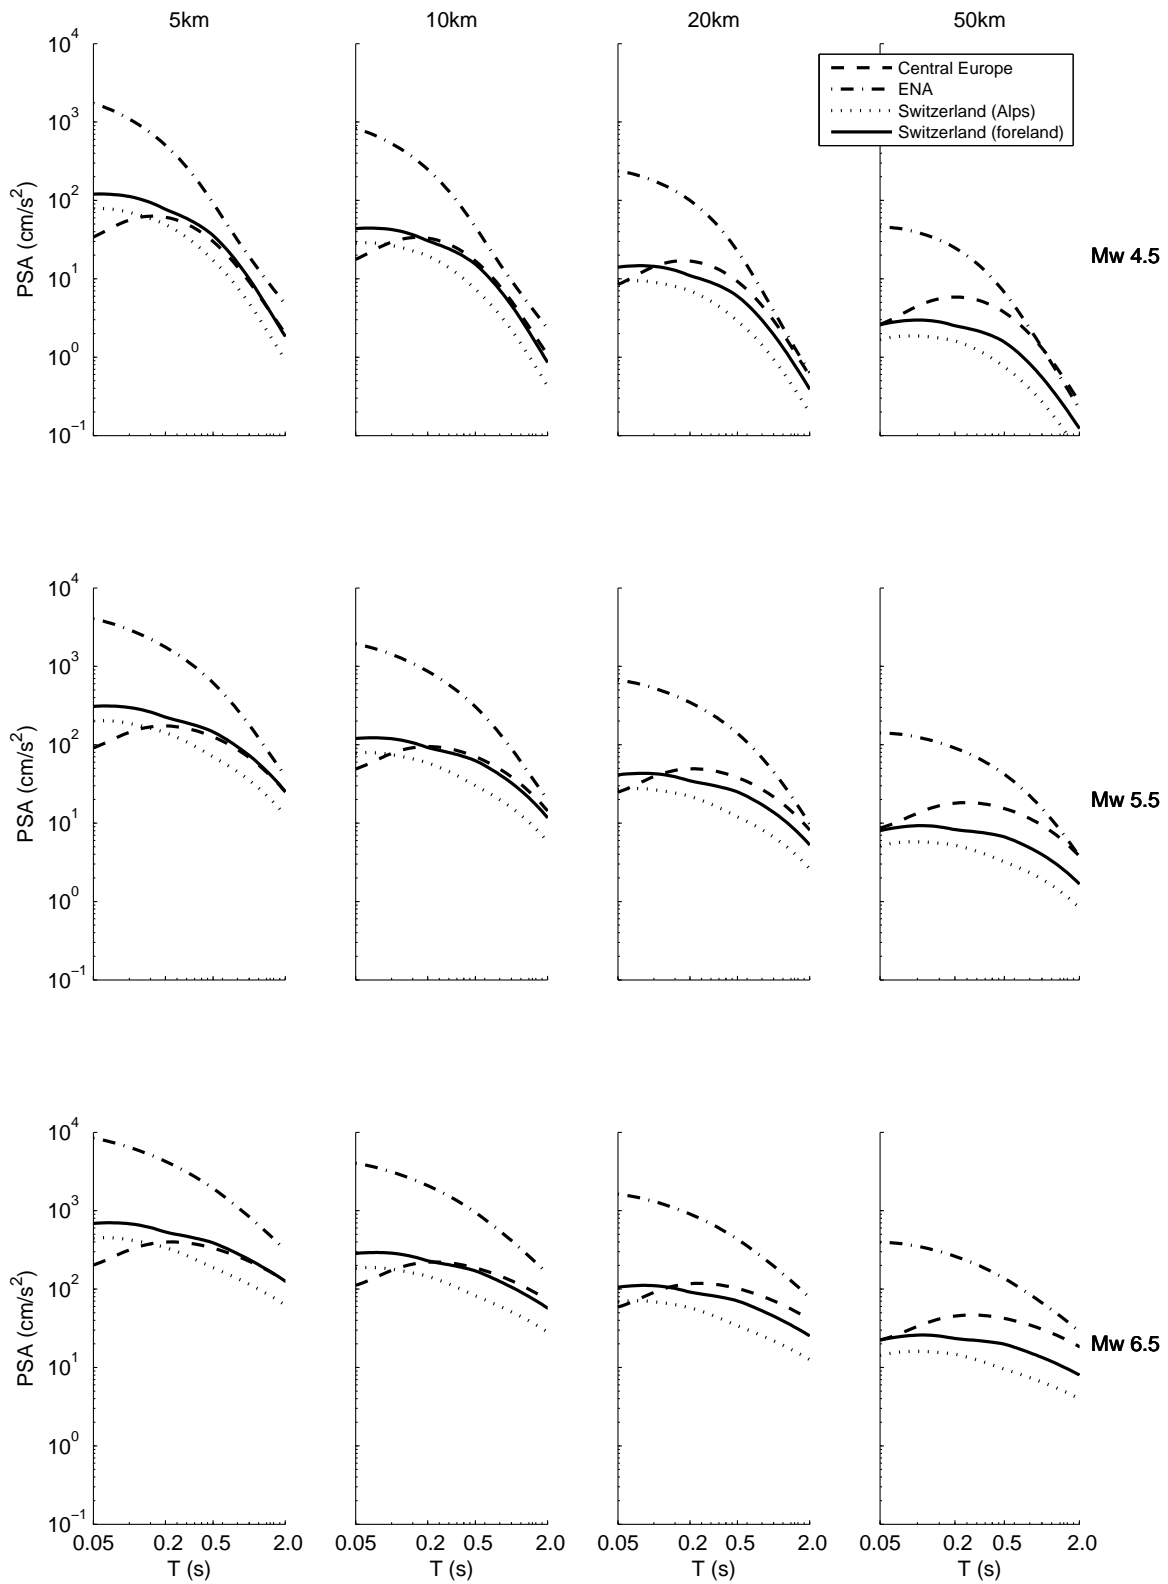 5km 10km 20km 50km
Central Europe
ENA
Switzerland (Alps)
Switzerland (foreland)
10^4
10^3
10^2
10^1
10^0
10^−1
PSA (cm/s^2)
Mw 4.5
10^4
10^3
10^2
10^1
10^0
10^−1
PSA (cm/s^2)
Mw 5.5
10^4
10^3
10^2
10^1
10^0
10^−1
PSA (cm/s^2)
Mw 6.5
0.05 0.2 0.5 2.0 0.05 0.2 0.5 2.0 0.05 0.2 0.5 2.0 0.05 0.2 0.5 2.0
T (s) T (s) T (s) T (s)